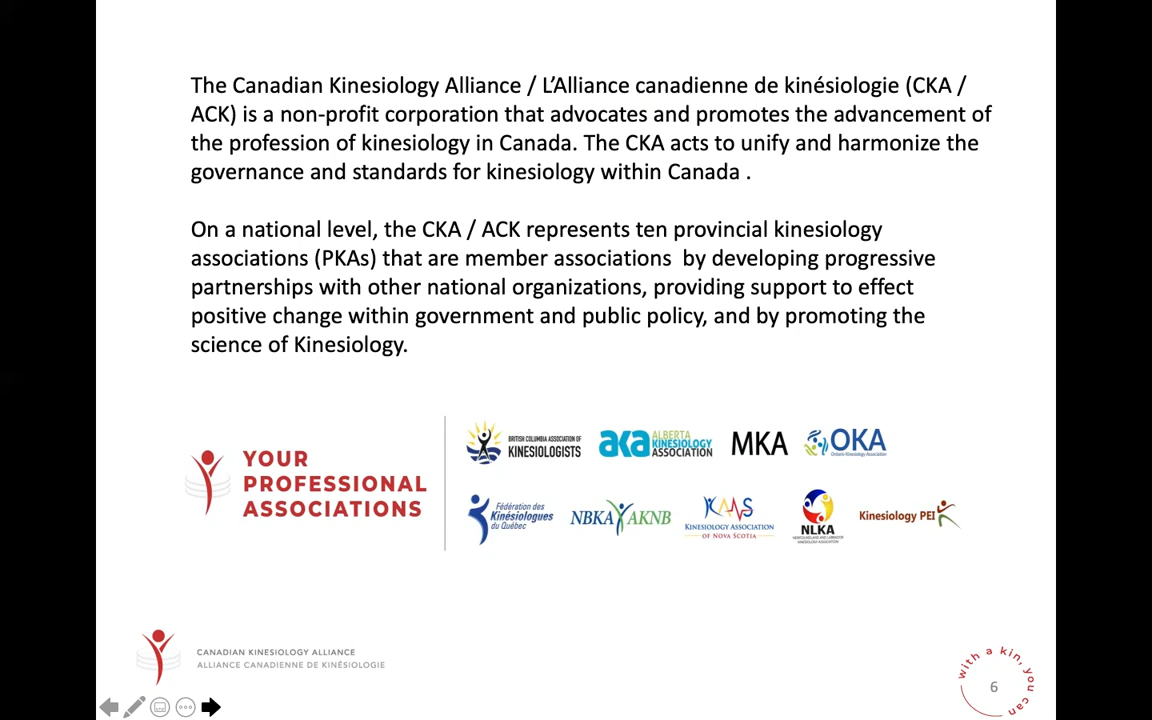 The Canadian Kinesiology Alliance / L’Alliance canadienne de kinésiologie (CKA /
ACK) is a non-profit corporation that advocates and promotes the advancement of
the profession of kinesiology in Canada. The CKA acts to unify and harmonize the
governance and standards for kinesiology within Canada .
On a national level, the CKA / ACK represents ten provincial kinesiology
associations (PKAs) that are member associations  by developing progressive
partnerships with other national organizations, providing support to effect
positive change within government and public policy, and by promoting the
science of Kinesiology.
YOUR
PROFESSIONAL
ASSOCIATIONS
BRITISH COLUMBIA ASSOCIATION OF
KINESIOLOGISTS
aka ALBERTA
KINESIOLOGY
ASSOCIATION
MKA
OKA
Ontario Kinesiology Association
Fédération des
Kinésiologues
du Québec
NBKA AKNB
KANS
KINESIOLOGY ASSOCIATION
OF NOVA SCOTIA
NLKA
NEWFOUNDLAND AND LABRADOR
KINESIOLOGY ASSOCIATION
Kinesiology PEI
CANADIAN KINESIOLOGY ALLIANCE
ALLIANCE CANADIENNE DE KINÉSIOLOGIE
with a kin, you can
6